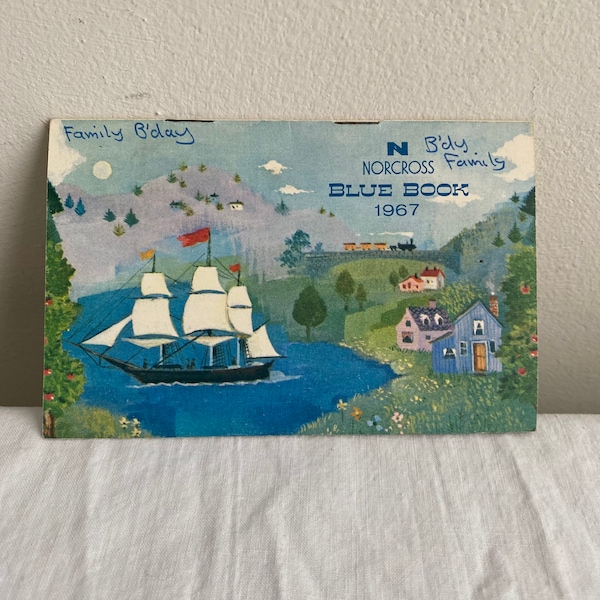 Family B'day
N
NORCROSS
BLUE BOOK
1967
B'dy
Family